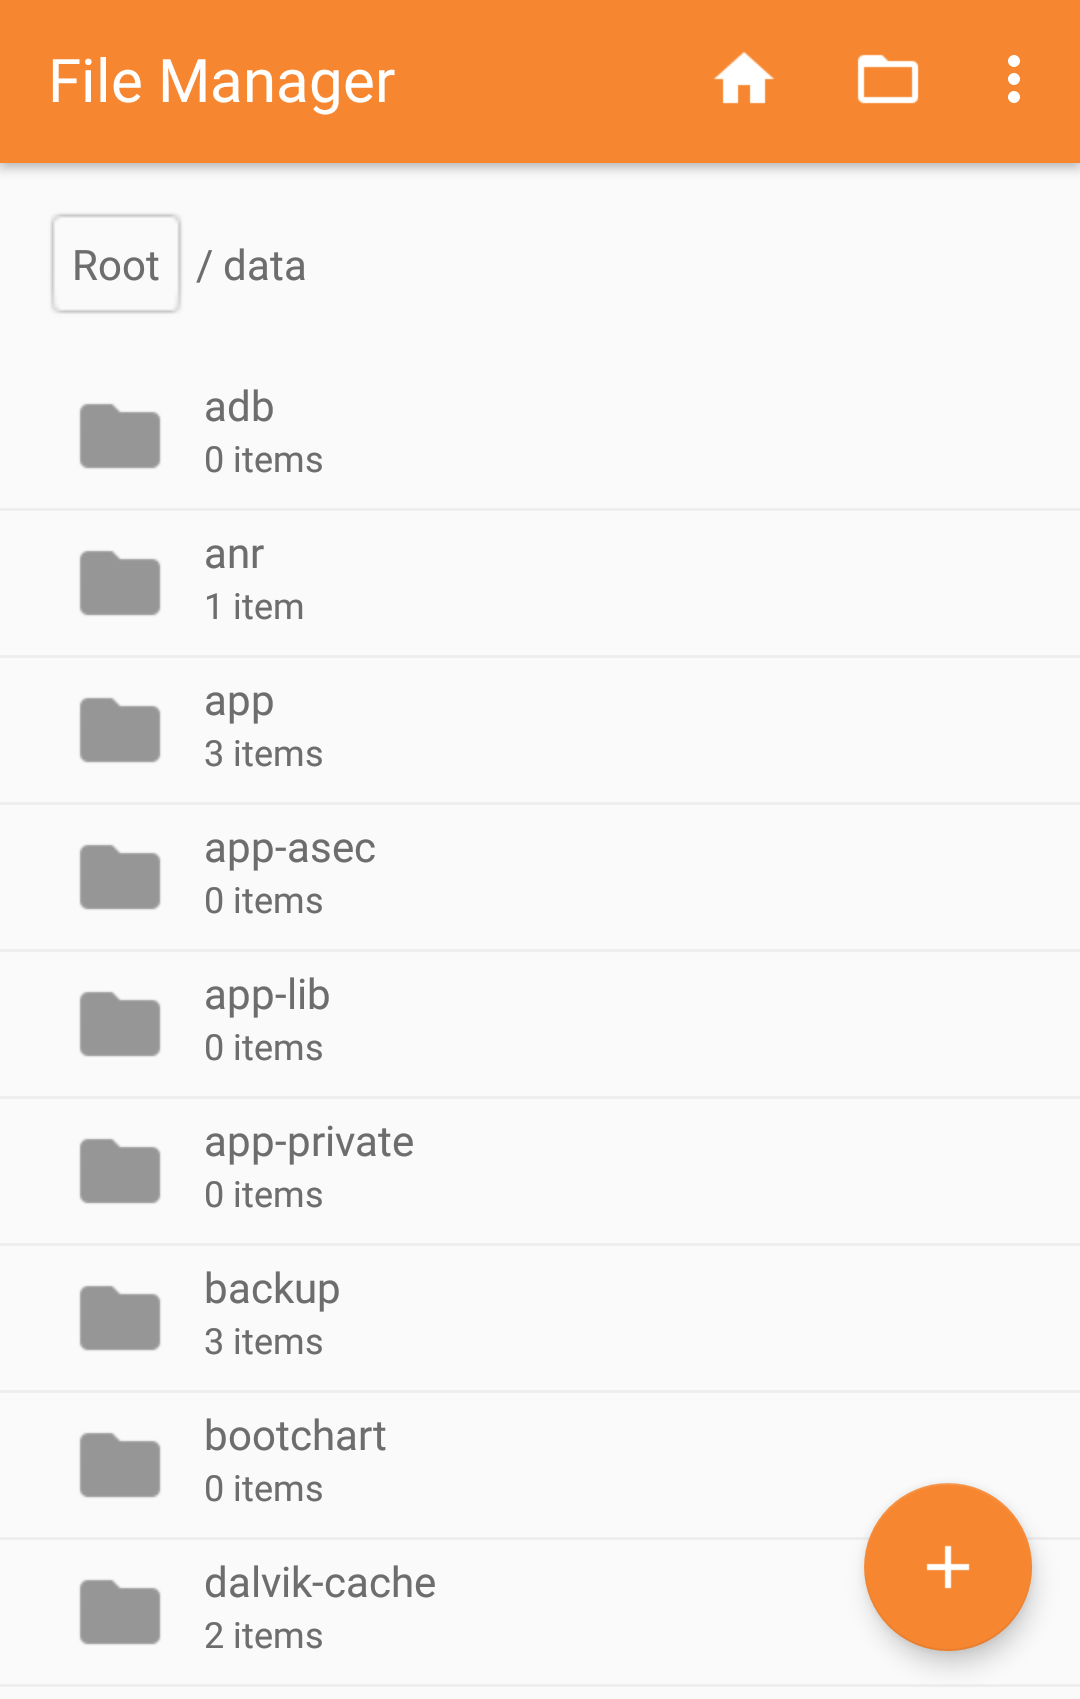 File Manager
Root / data
adb
0 items
anr
1 item
app
3 items
app-asec
0 items
app-lib
0 items
app-private
0 items
backup
3 items
bootchart
0 items
dalvik-cache
2 items